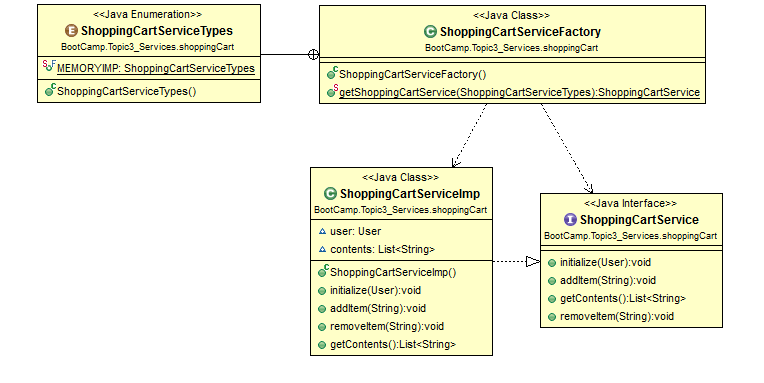 <<Java Enumeration>>
ShoppingCartServiceTypes
BootCamp.Topic3_Services.shoppingCart
MEMORYIMP: ShoppingCartServiceTypes
ShoppingCartServiceTypes()
<<Java Class>>
ShoppingCartServiceFactory
BootCamp.Topic3_Services.shoppingCart
ShoppingCartServiceFactory()
getShoppingCartService(ShoppingCartServiceTypes):ShoppingCartService
<<Java Class>>
ShoppingCartServiceImp
BootCamp.Topic3_Services.shoppingCart
user: User
contents: List<String>
ShoppingCartServiceImp()
initialize(User):void
addItem(String):void
removeItem(String):void
getContents():List<String>
<<Java Interface>>
ShoppingCartService
BootCamp.Topic3_Services.shoppingCart
initialize(User):void
addItem(String):void
getContents():List<String>
removeItem(String):void